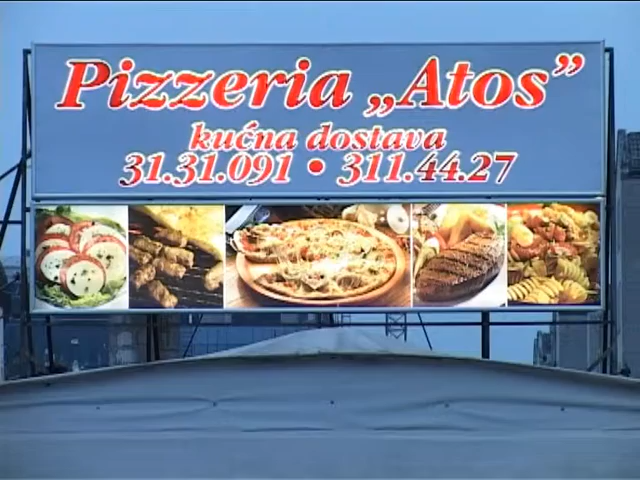 Pizzeria „Atos”
kućna dostava
31.31.091 • 311.44.27